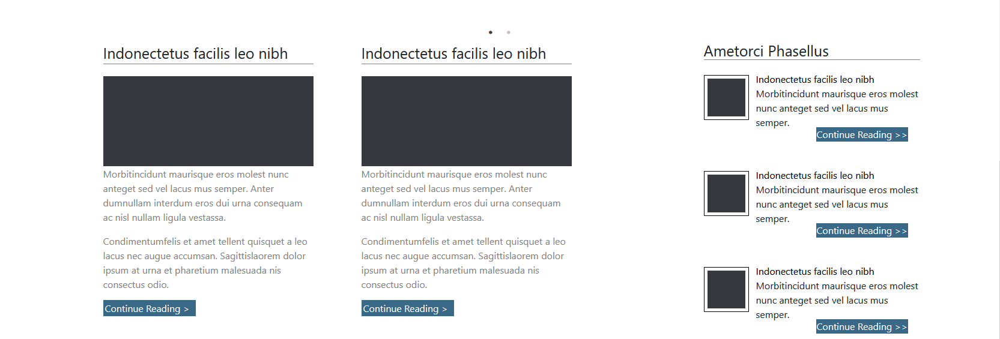 Indonectetus facilis leo nibh
Morbitincidunt maurisque eros molest nunc
anteget sed vel lacus mus semper. Anter
dumnullam interdum eros dui urna consequam
ac nisl nullam ligula vestassa.
Condimentumfelis et amet tellent quisquet a leo
lacus nec augue accumsan. Sagittislaorem dolor
ipsum at urna et pharetium malesuada nis
consectus odio.
Continue Reading >
Indonectetus facilis leo nibh
Morbitincidunt maurisque eros molest nunc
anteget sed vel lacus mus semper. Anter
dumnullam interdum eros dui urna consequam
ac nisl nullam ligula vestassa.
Condimentumfelis et amet tellent quisquet a leo
lacus nec augue accumsan. Sagittislaorem dolor
ipsum at urna et pharetium malesuada nis
consectus odio.
Continue Reading >
Ametorci Phasellus
Indonectetus facilis leo nibh
Morbitincidunt maurisque eros molest
nunc anteget sed vel lacus mus
semper.
Continue Reading >>
Indonectetus facilis leo nibh
Morbitincidunt maurisque eros molest
nunc anteget sed vel lacus mus
semper.
Continue Reading >>
Indonectetus facilis leo nibh
Morbitincidunt maurisque eros molest
nunc anteget sed vel lacus mus
semper.
Continue Reading >>